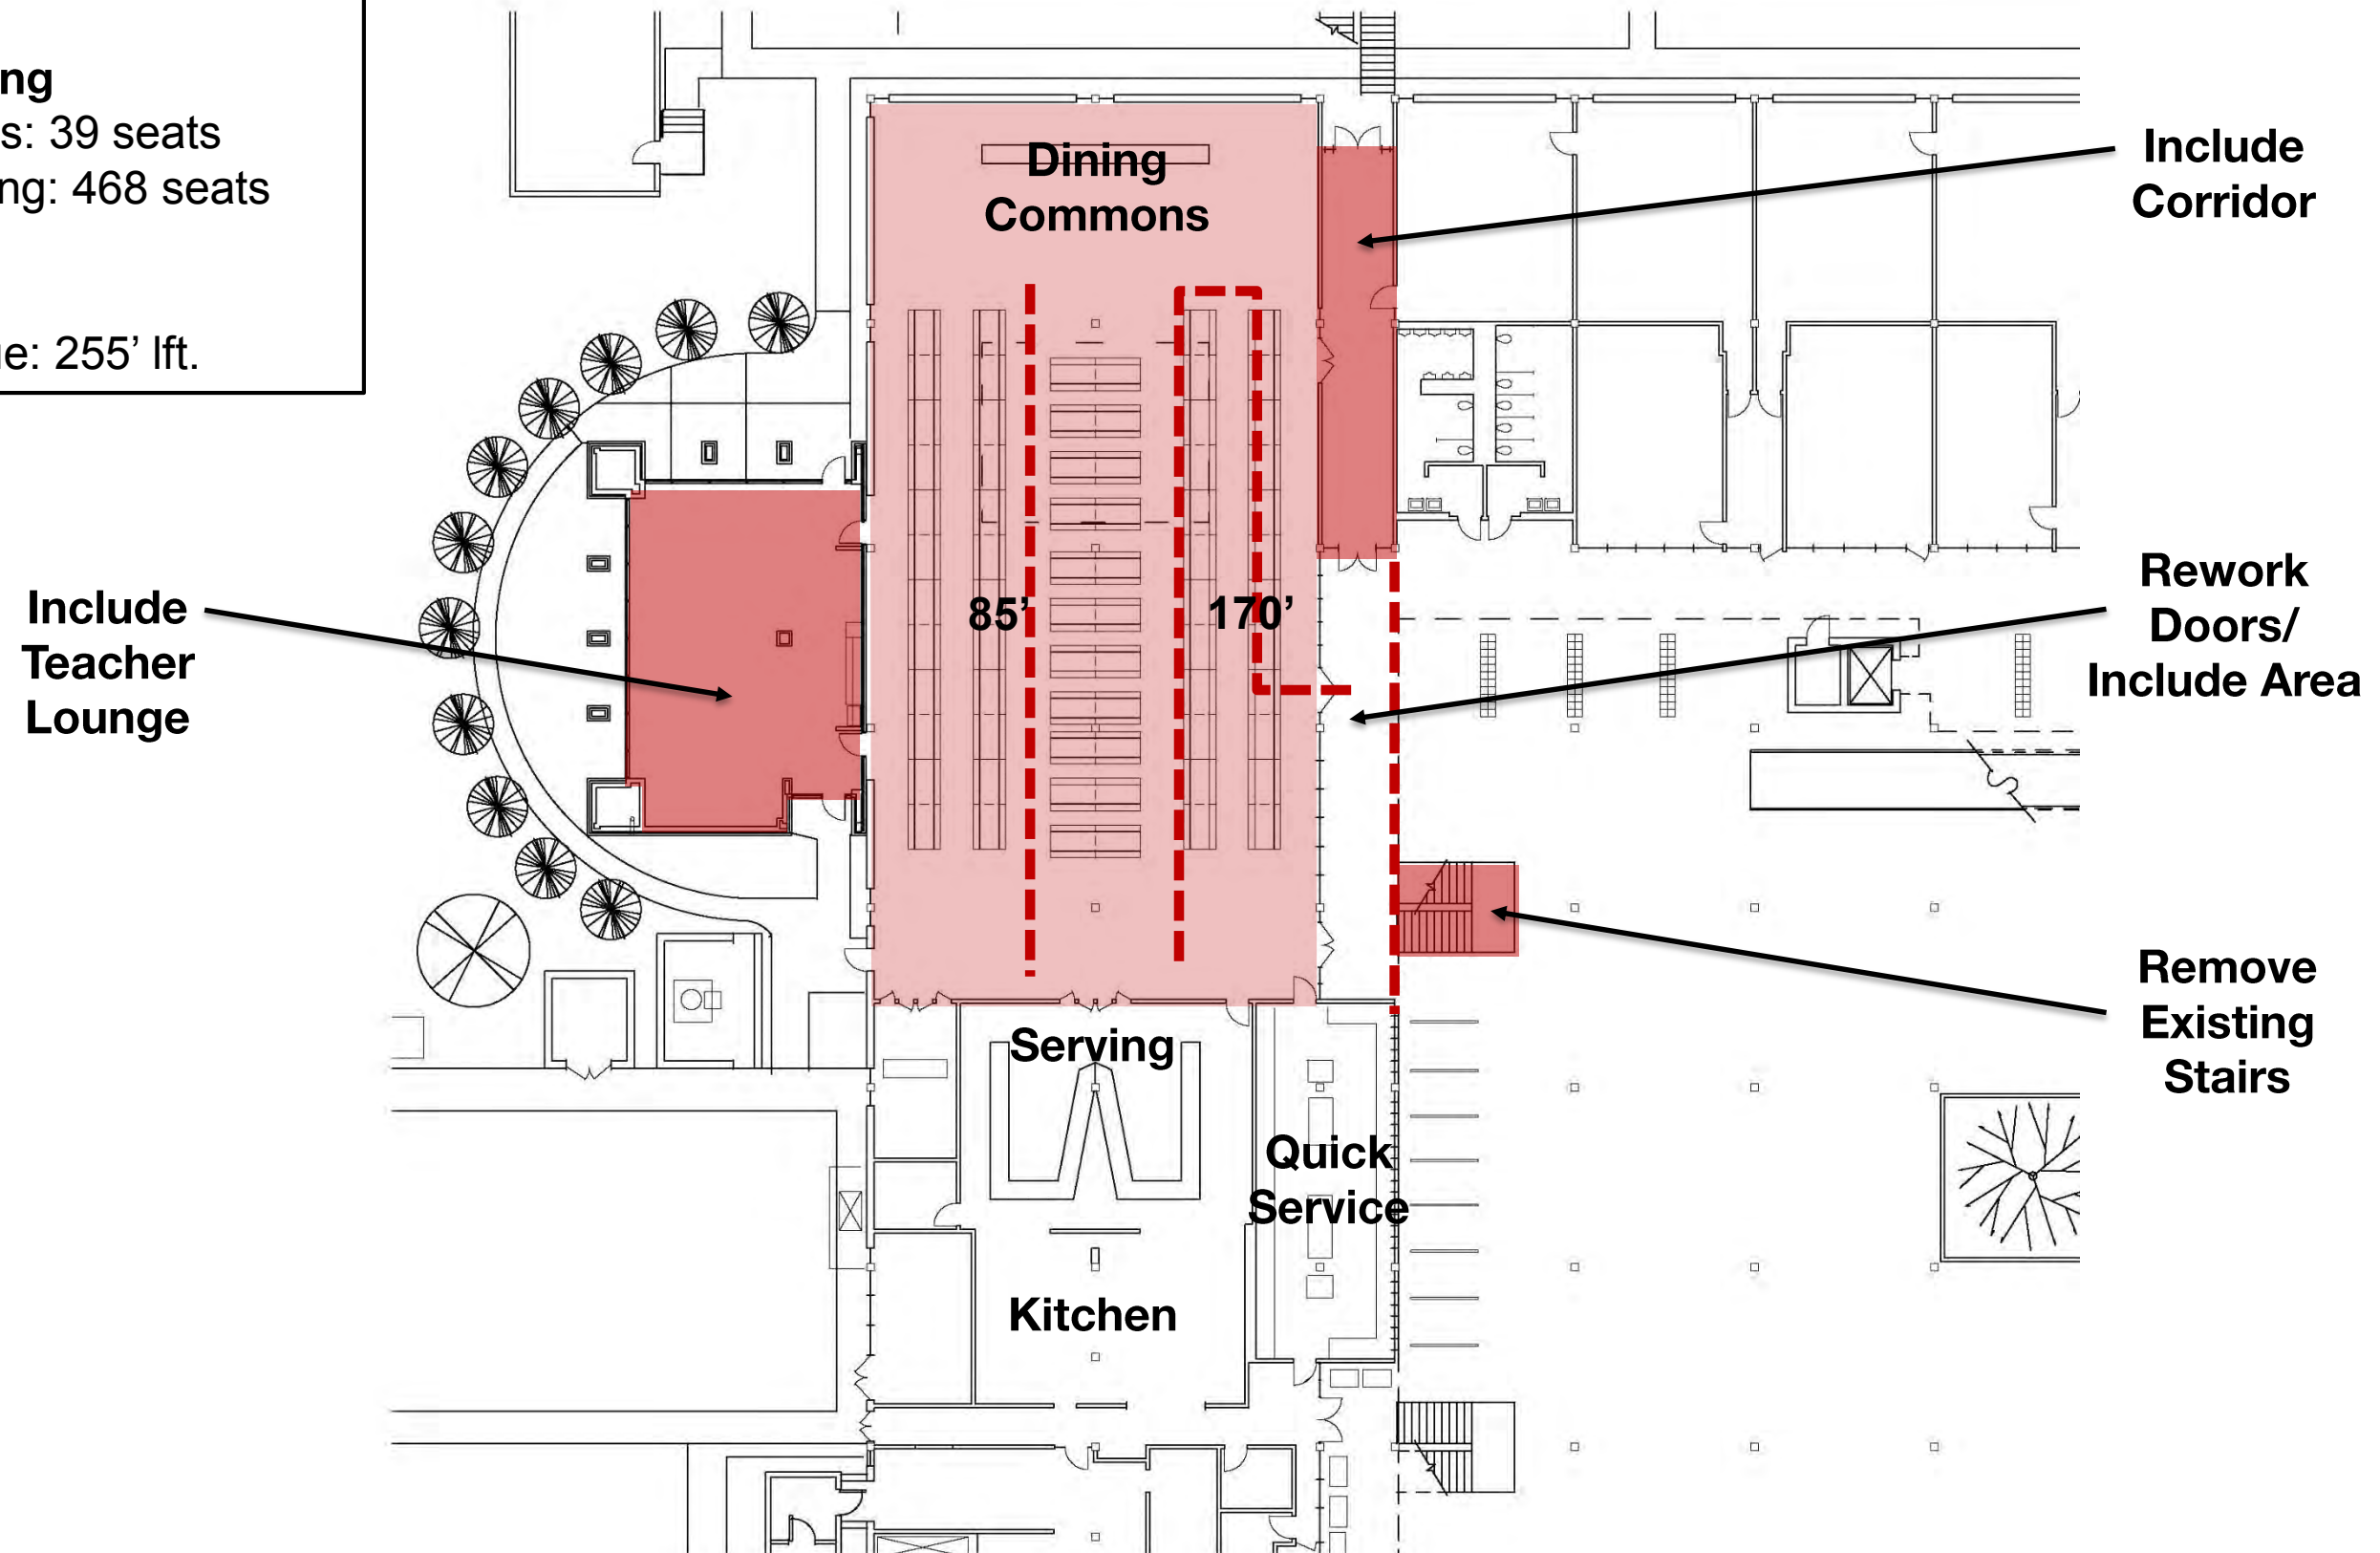 ng
s: 39 seats
ng: 468 seats
ue: 255’ lft.
Dining
Commons
Include
Corridor
85’
170’
Include
Teacher
Lounge
Rework
Doors/
Include Area
Remove
Existing
Stairs
Serving
Quick
Service
Kitchen